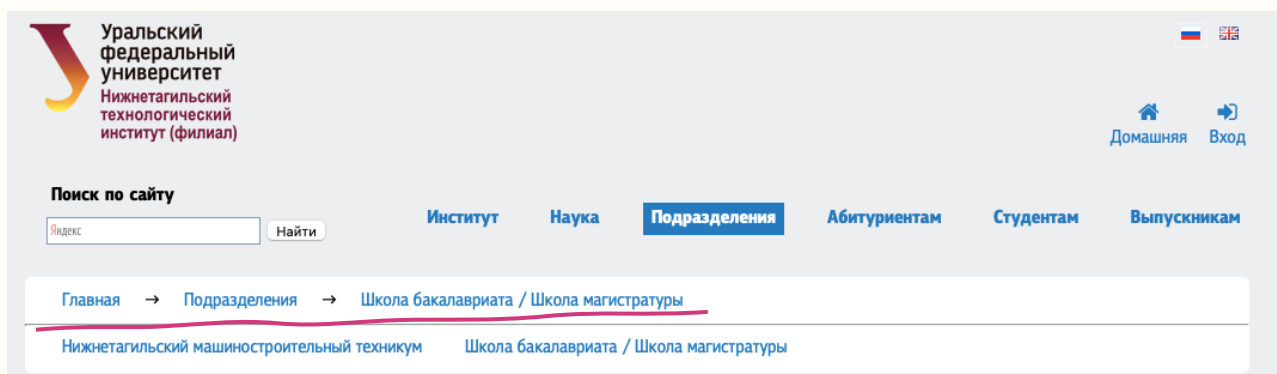 Уральский
федеральный
университет
Нижнетагильский
технологический
институт (филиал)
Домашняя Вход
Поиск по сайту
Яндекс Найти
Институт Наука Подразделения Абитуриентам Студентам Выпускникам
Главная → Подразделения → Школа бакалавриата / Школа магистратуры
Нижнетагильский машиностроительный техникум Школа бакалавриата / Школа магистратуры